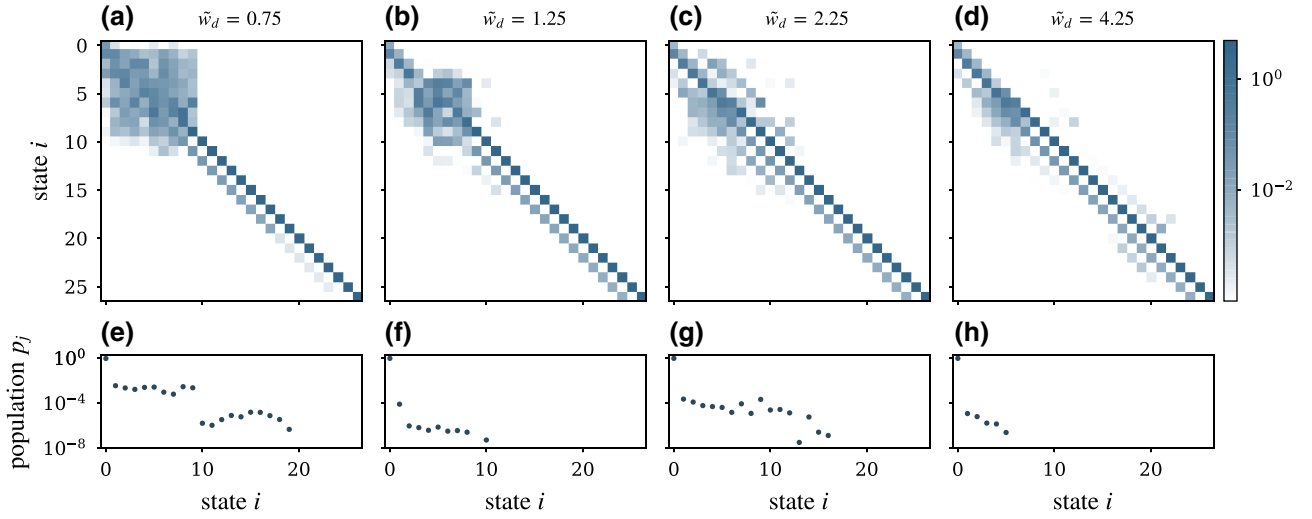 (a) w̃_d = 0.75
(b) w̃_d = 1.25
(c) w̃_d = 2.25
(d) w̃_d = 4.25
state i
0
5
10
15
20
25
10^0
10^−2
(e)
(f)
(g)
(h)
population p_j
10^0
10^−4
10^−8
0 10 20
0 10 20
0 10 20
0 10 20
state i
state i
state i
state i